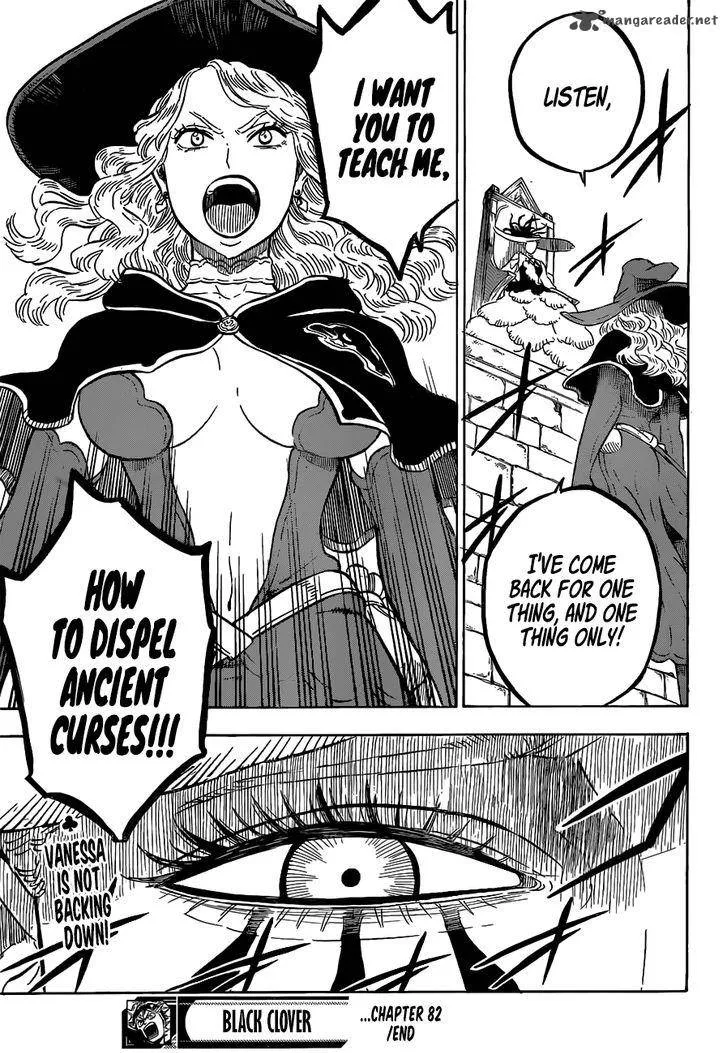 mangareader.net
LISTEN,
I'VE COME
BACK FOR ONE
THING, AND ONE
THING ONLY!
I WANT
YOU TO
TEACH ME,
HOW
TO DISPEL
ANCIENT
CURSES!!!
VANESSA
IS NOT
BACKING
DOWN!
BLACK CLOVER
...CHAPTER 82
/END